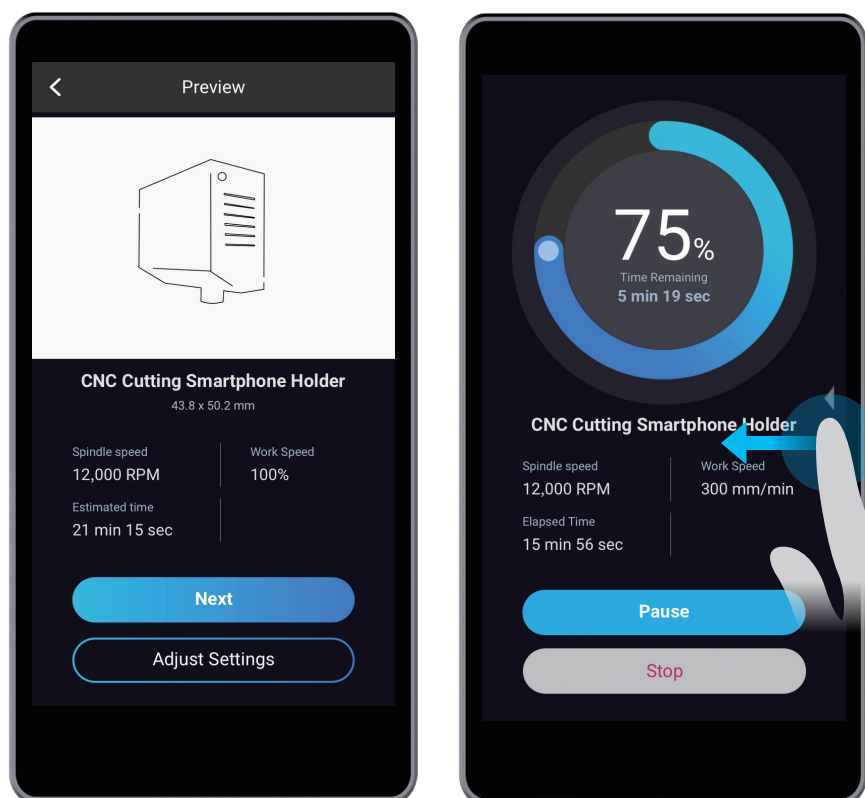 Preview
CNC Cutting Smartphone Holder
43.8 x 50.2 mm
Spindle speed
12,000 RPM
Work Speed
100%
Estimated time
21 min 15 sec
Next
Adjust Settings
75%
Time Remaining
5 min 19 sec
CNC Cutting Smartphone Holder
Spindle speed
12,000 RPM
Work Speed
300 mm/min
Elapsed Time
15 min 56 sec
Pause
Stop